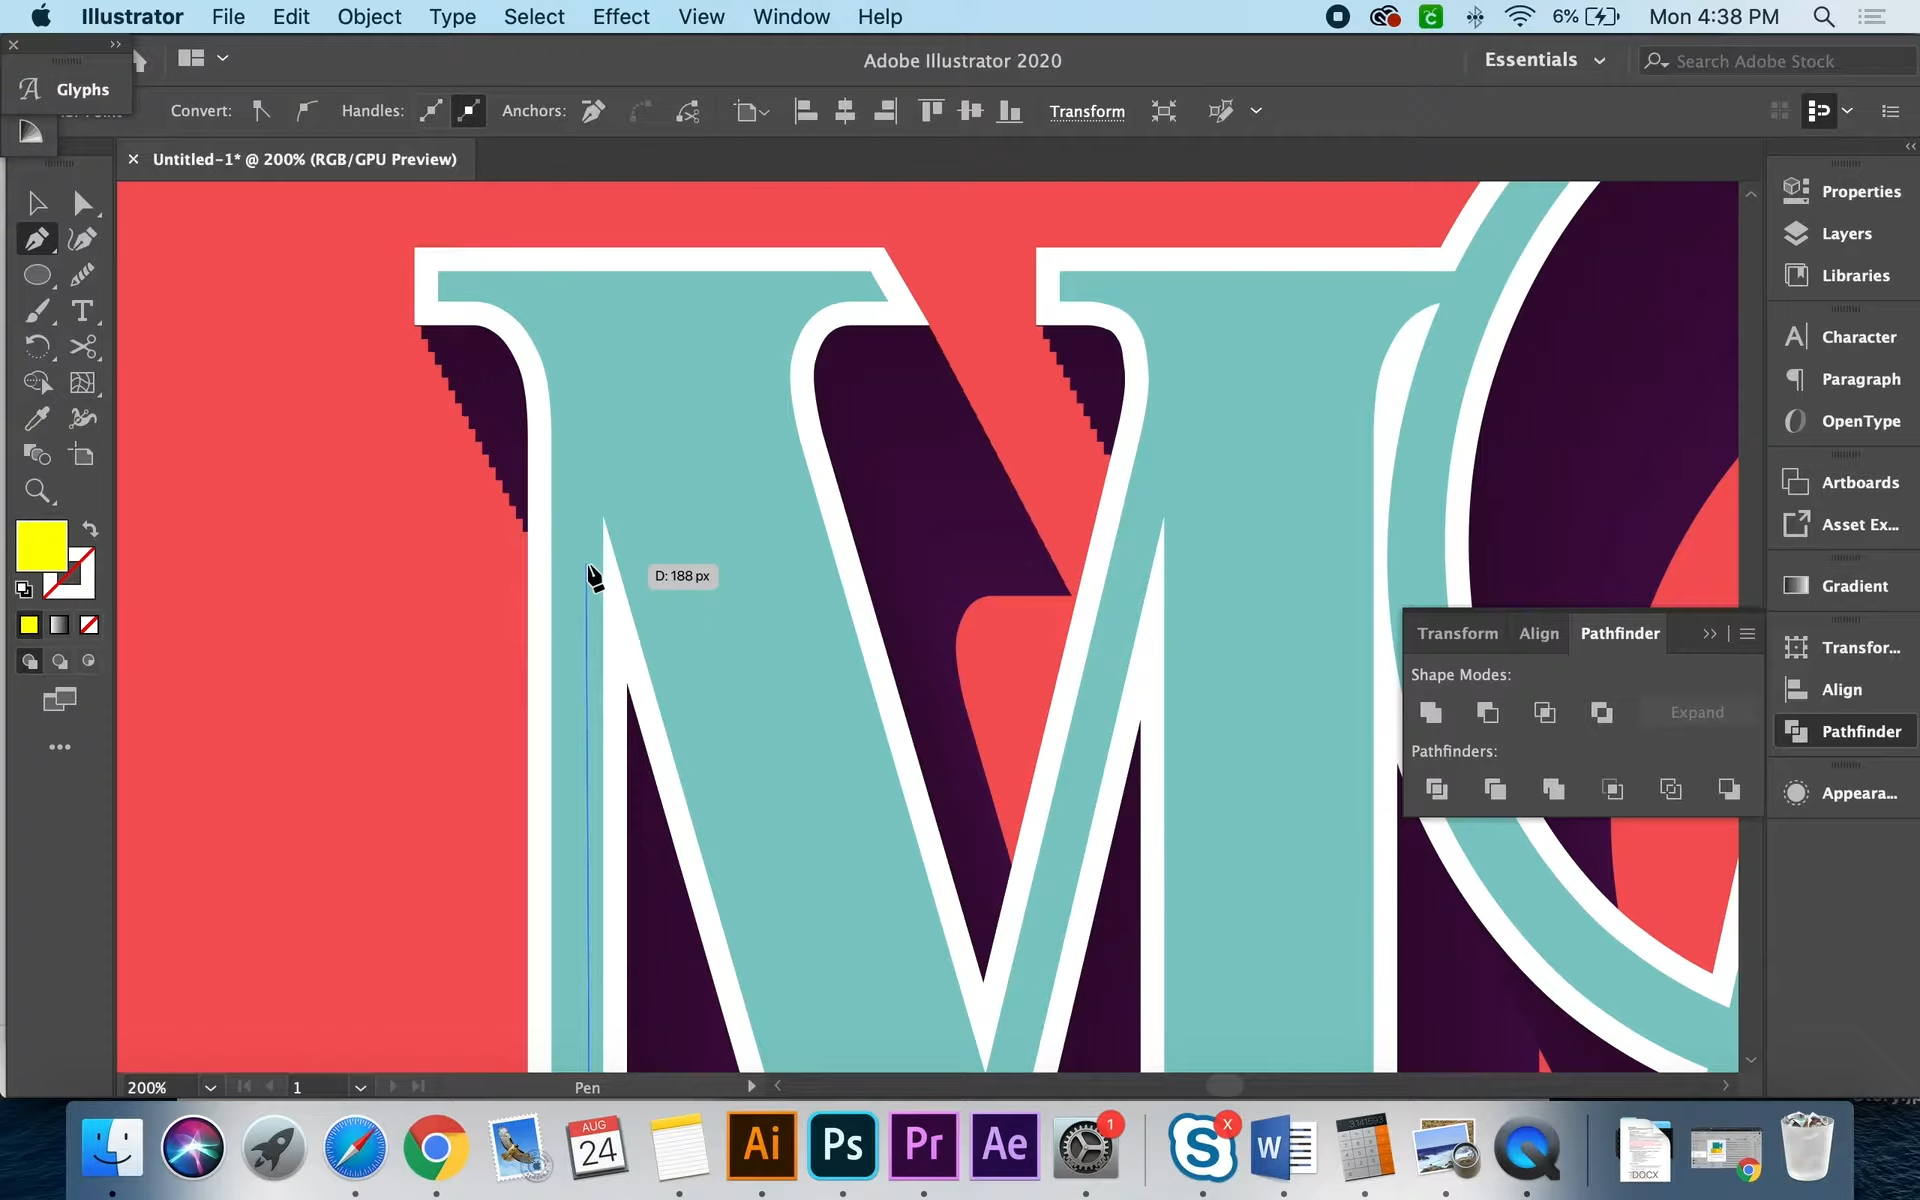 Illustrator File Edit Object Type Select Effect View Window Help
6% Mon 4:38 PM
Adobe Illustrator 2020
Essentials
Search Adobe Stock
Glyphs
Convert: Handles: Anchors: Transform
× Untitled-1* @ 200% (RGB/GPU Preview)
Properties
Layers
Libraries
Character
Paragraph
OpenType
Artboards
Asset Ex...
Gradient
Transfor...
Align
Pathfinder
Appeara...
D: 188 px
Transform Align Pathfinder
Shape Modes:
Expand
Pathfinders:
M
200% 1 Pen
AUG
24
Ai Ps Pr Ae
1
S X W
DOCX